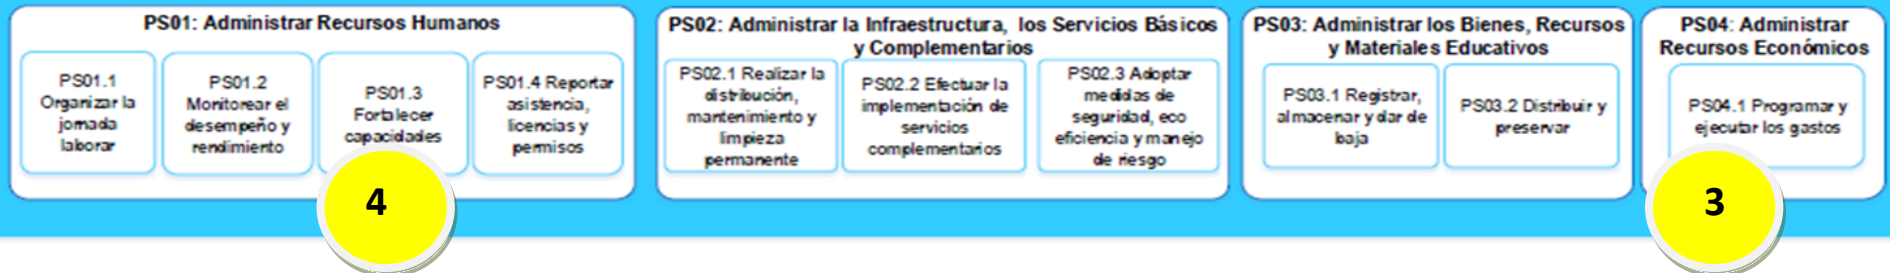 PS01: Administrar Recursos Humanos
PS01.1
Organizar la
jornada
laborar
PS01.2
Monitorear el
desempeño y
rendimiento
PS01.3
Fortalecer
capacidades
PS01.4 Reportar
asistencia,
licencias y
permisos
4
PS02: Administrar la Infraestructura, los Servicios Básicos
y Complementarios
PS02.1 Realizar la
distribución,
mantenimiento y
limpieza
permanente
PS02.2 Efectuar la
implementación de
servicios
complementarios
PS02.3 Adoptar
medidas de
seguridad, eco
eficiencia y manejo
de riesgo
PS03: Administrar los Bienes, Recursos
y Materiales Educativos
PS03.1 Registrar,
almacenar y dar de
baja
PS03.2 Distribuir y
preservar
PS04: Administrar
Recursos Económicos
PS04.1 Programar y
ejecutar los gastos
3